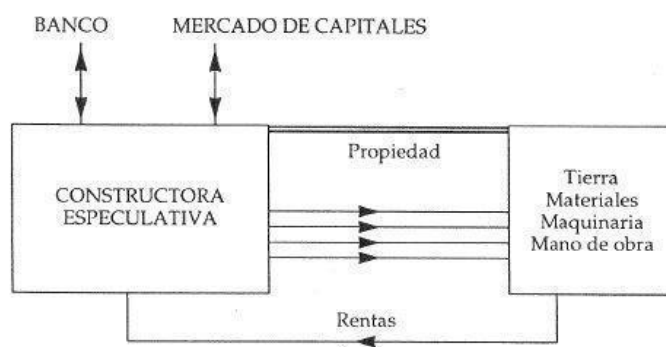 BANCO
MERCADO DE CAPITALES
Propiedad
CONSTRUCTORA
ESPECULATIVA
Tierra
Materiales
Maquinaria
Mano de obra
Rentas